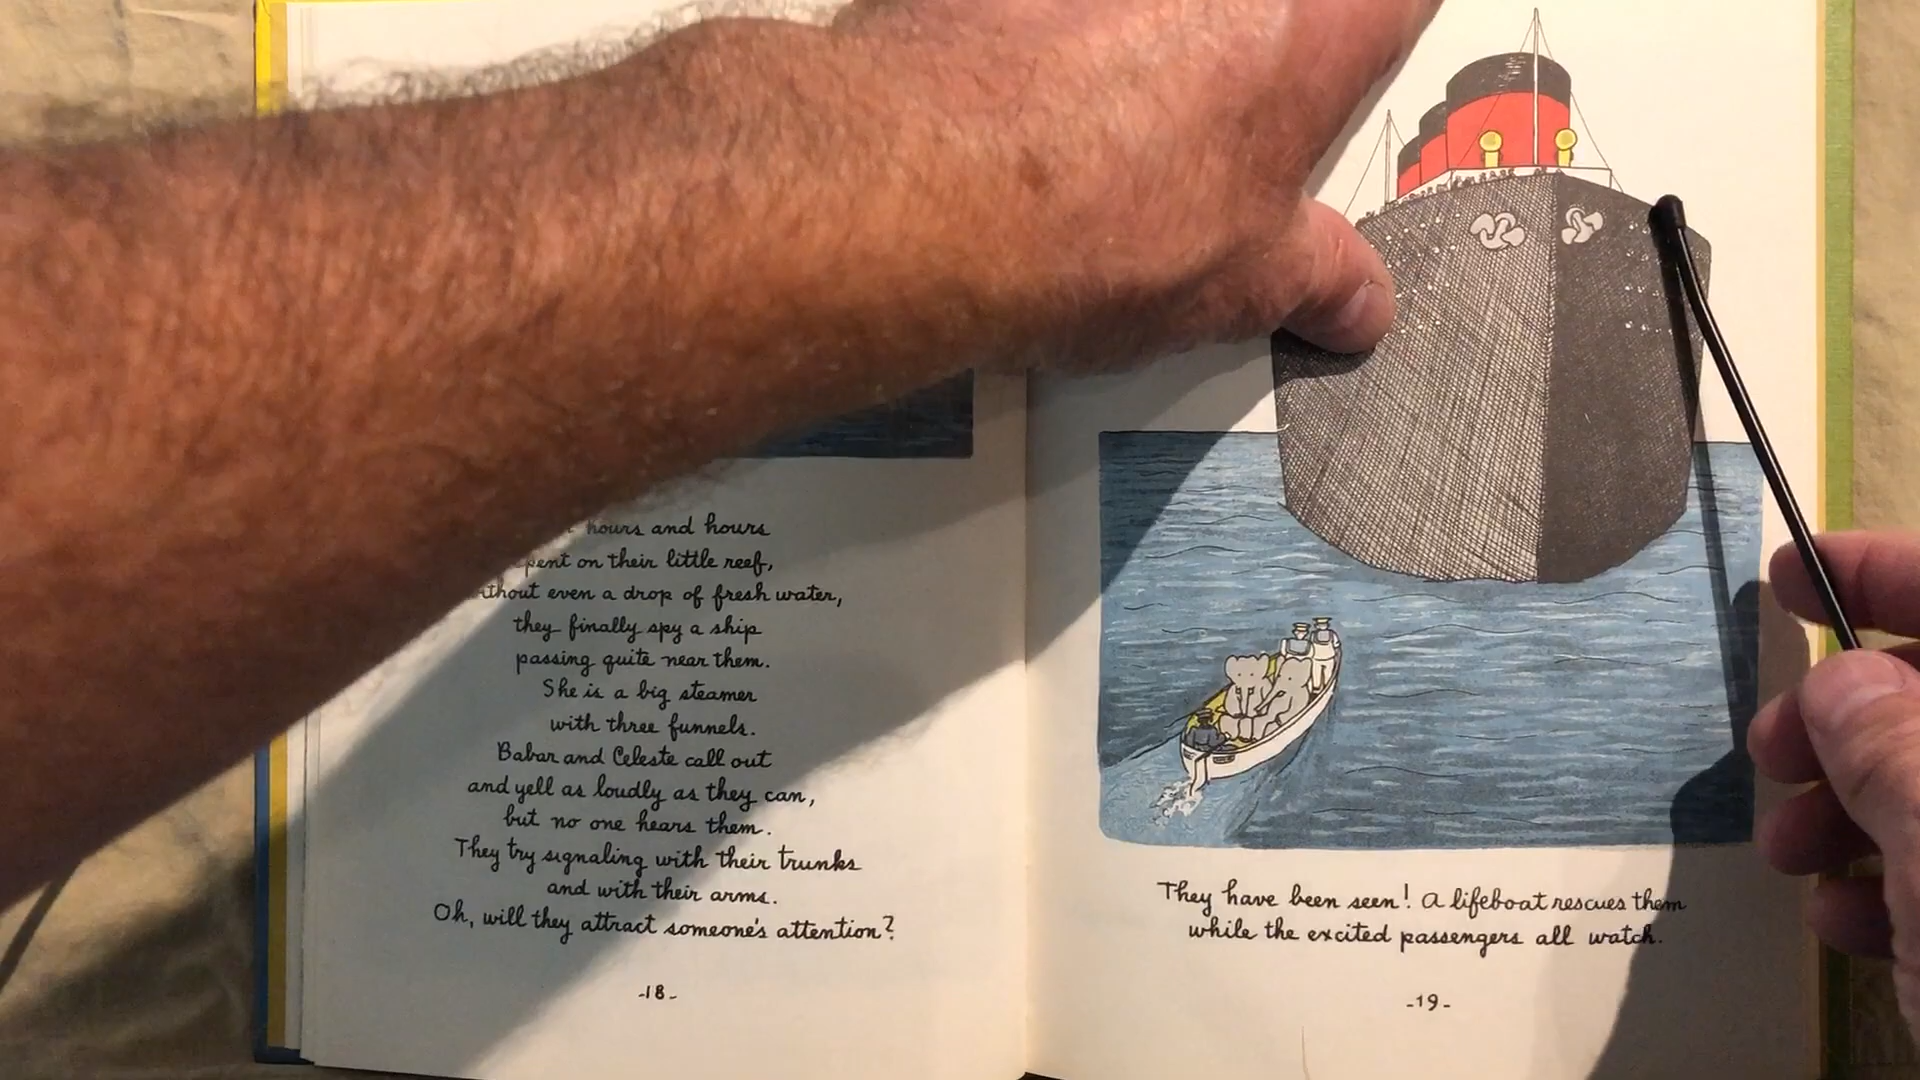 hours and hours
spent on their little reef,
without even a drop of fresh water,
they finally spy a ship
passing quite near them.
She is a big steamer
with three funnels.
Babar and Celeste call out
and yell as loudly as they can,
but no one hears them.
They try signaling with their trunks
and with their arms.
Oh, will they attract someone's attention?
-18-
They have been seen! A lifeboat rescues them
while the excited passengers all watch.
-19-